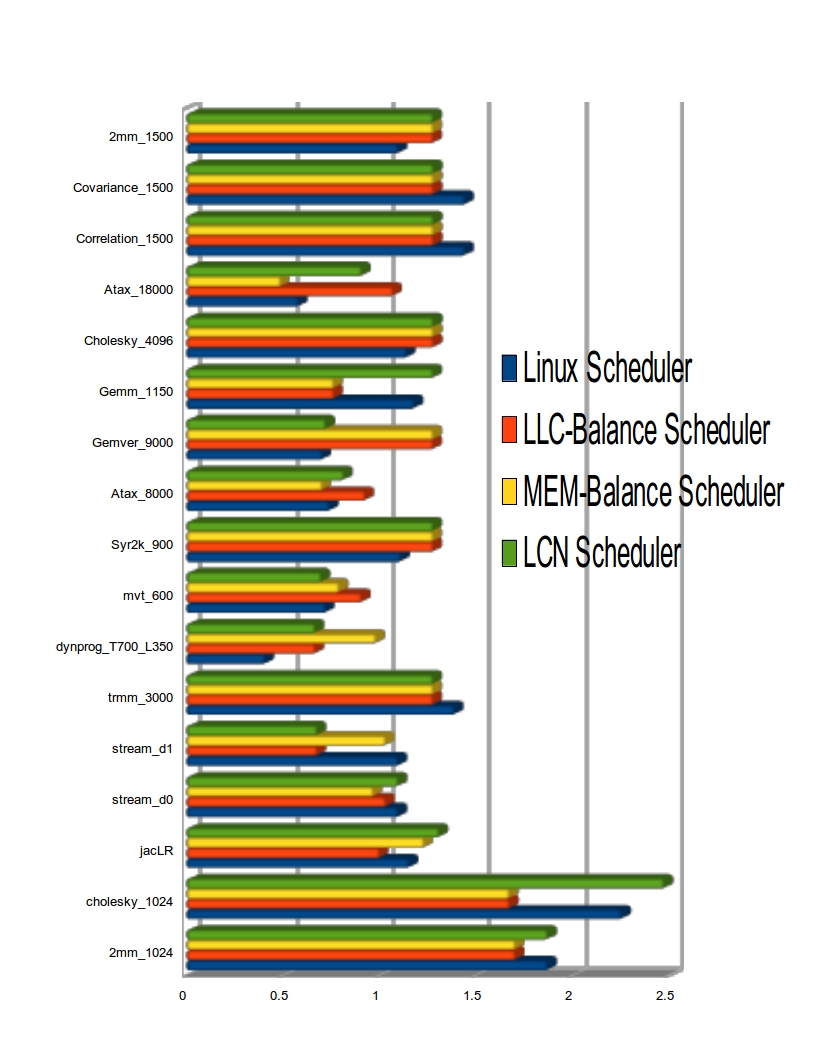 2mm_1500
Covariance_1500
Correlation_1500
Atax_18000
Cholesky_4096
Gemm_1150
Gemver_9000
Atax_8000
Syr2k_900
mvt_600
dynprog_T700_L350
trmm_3000
stream_d1
stream_d0
jacLR
cholesky_1024
2mm_1024
0 0.5 1 1.5 2 2.5
Linux Scheduler
LLC-Balance Scheduler
MEM-Balance Scheduler
LCN Scheduler